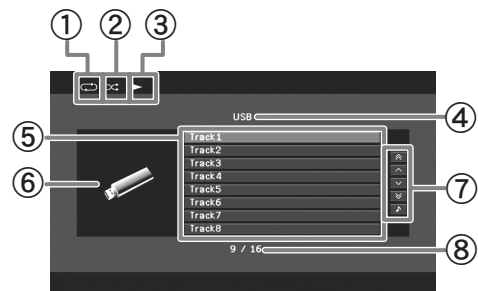 ① ② ③
USB ④
⑤ Track1
Track2
⑥ Track3
Track4
Track5 ⑦
Track6
Track7
Track8
9 / 16 ⑧